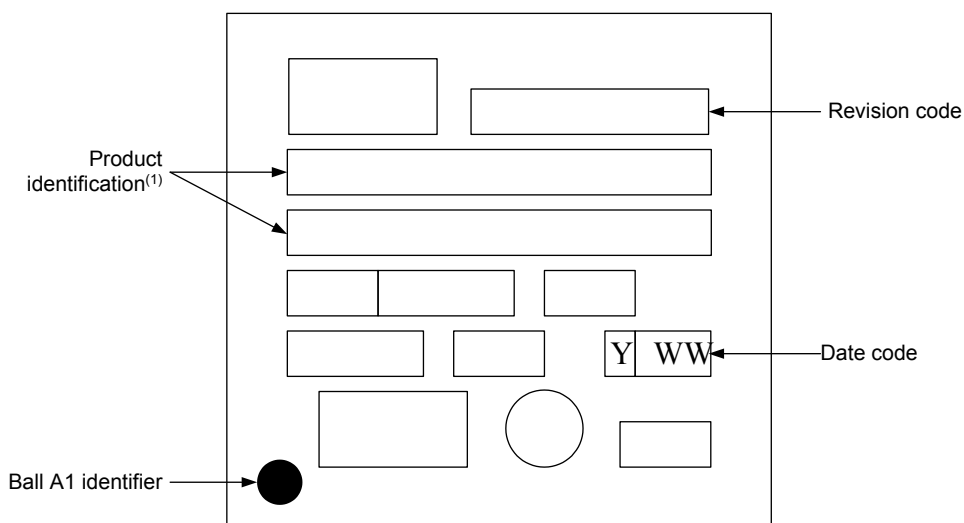 Revision code
Product
identification(1)
Y WW
Date code
Ball A1 identifier